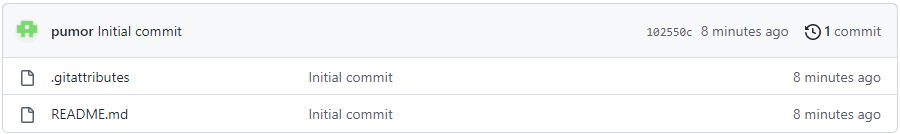 pumor Initial commit 102550c 8 minutes ago 1 commit
.gitattributes Initial commit 8 minutes ago
README.md Initial commit 8 minutes ago